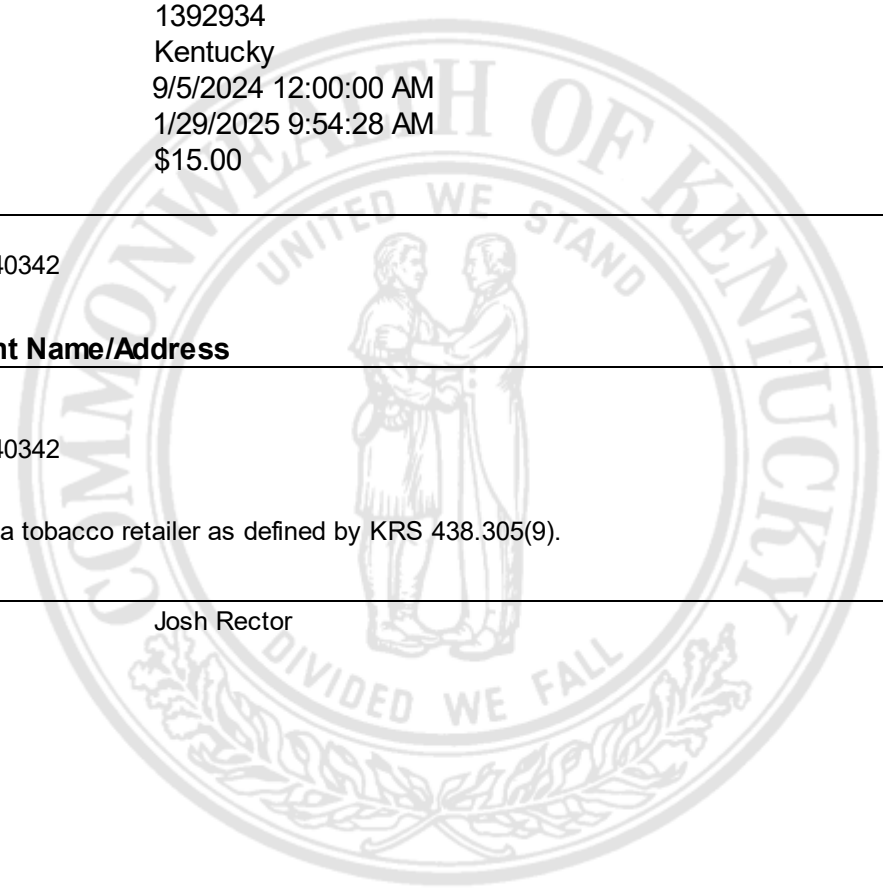 1392934
Kentucky
9/5/2024 12:00:00 AM
1/29/2025 9:54:28 AM
$15.00
40342
nt Name/Address
40342
a tobacco retailer as defined by KRS 438.305(9).
Josh Rector
COMMONWEALTH OF KENTUCKY
UNITED WE STAND
DIVIDED WE FALL